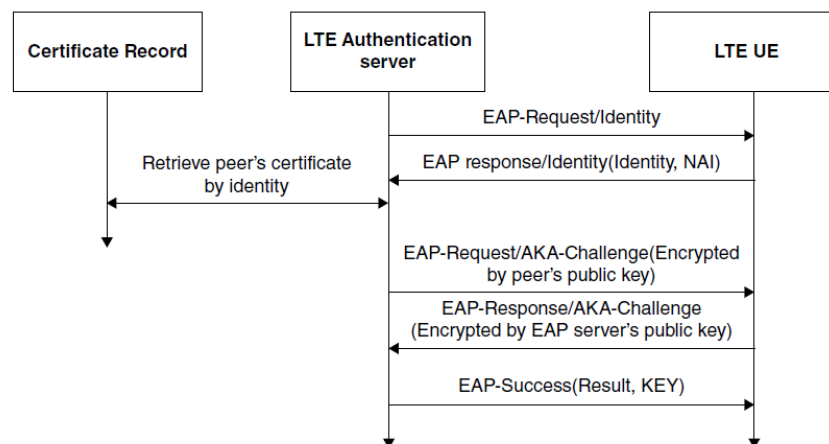 Certificate Record
LTE Authentication
server
LTE UE
EAP-Request/Identity
Retrieve peer's certificate
by identity
EAP response/Identity(Identity, NAI)
EAP-Request/AKA-Challenge(Encrypted
by peer's public key)
EAP-Response/AKA-Challenge
(Encrypted by EAP server's public key)
EAP-Success(Result, KEY)